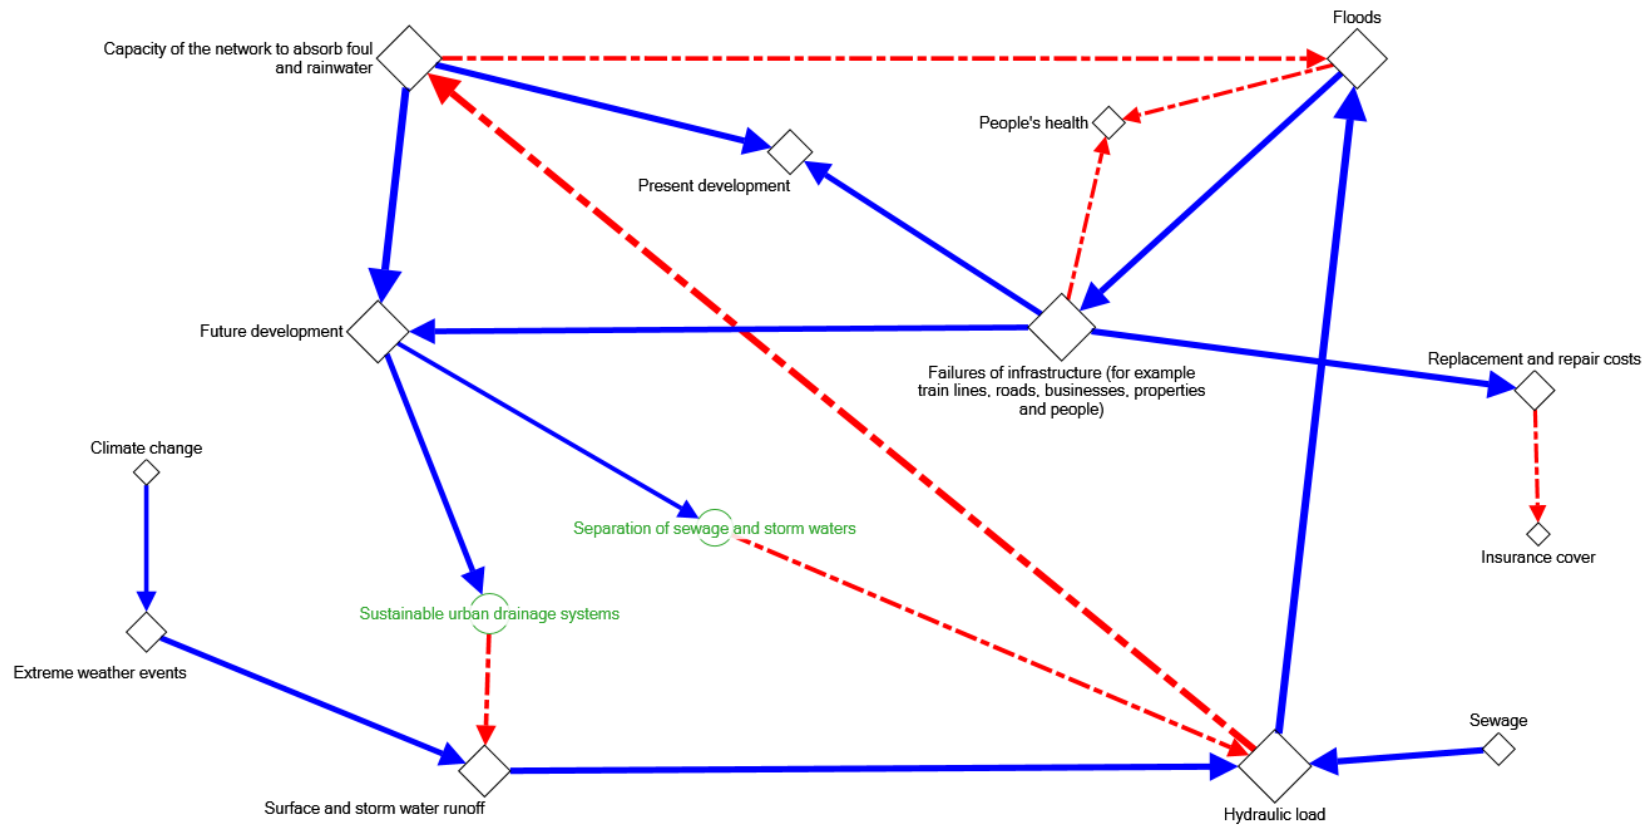 Floods
Capacity of the network to absorb foul
and rainwater
People's health
Present development
Future development
Failures of infrastructure (for example
train lines, roads, businesses, properties
and people)
Replacement and repair costs
Climate change
Separation of sewage and storm waters
Insurance cover
Sustainable urban drainage systems
Extreme weather events
Sewage
Surface and storm water runoff
Hydraulic load